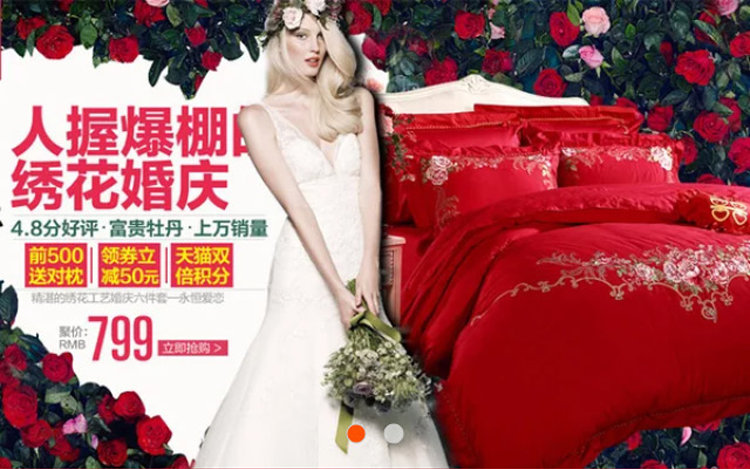 人握爆棚
绣花婚庆
4.8分好评·富贵牡丹·上万销量
前500 领券立 天猫双
送对枕 减50元 倍积分
精湛的绣花工艺婚庆六件套—永恒爱恋
聚价:
RMB 799 立即抢购 >
囍